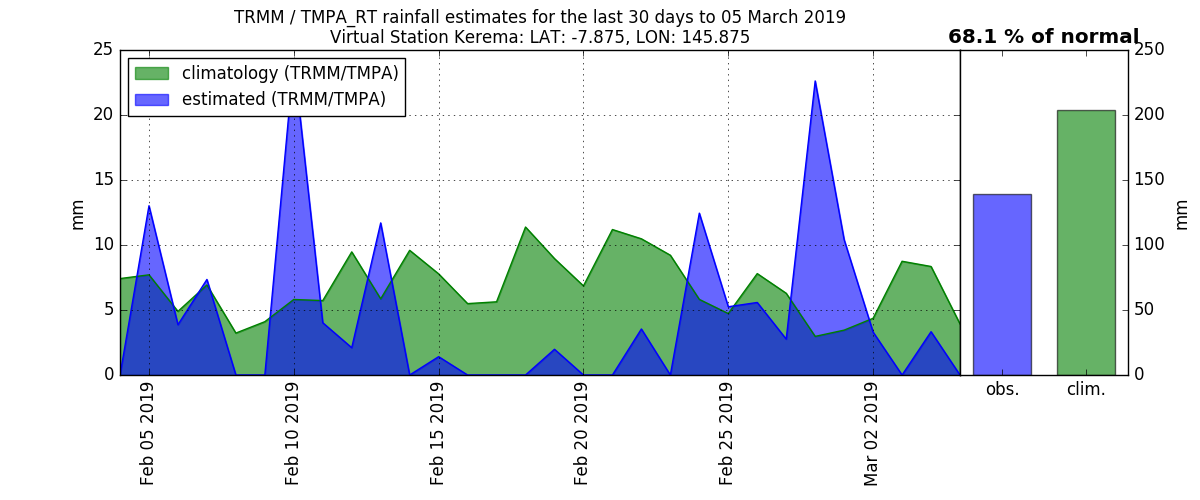 TRMM / TMPA_RT rainfall estimates for the last 30 days to 05 March 2019
Virtual Station Kerema: LAT: -7.875, LON: 145.875
68.1 % of normal
climatology (TRMM/TMPA)
estimated (TRMM/TMPA)
25
20
15
10
5
0
mm
Feb 05 2019
Feb 10 2019
Feb 15 2019
Feb 20 2019
Feb 25 2019
Mar 02 2019
obs.
clim.
250
200
150
100
50
0
mm